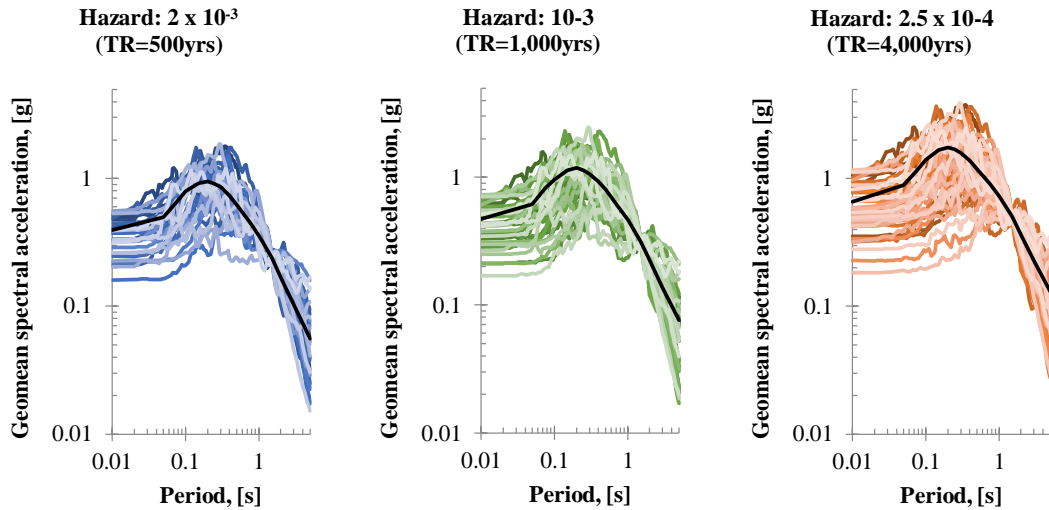 Hazard: 2 x 10⁻³
(TR=500yrs)
Geomean spectral acceleration, [g]
1
0.1
0.01
0.01
0.1
1
Period, [s]
Hazard: 10-3
(TR=1,000yrs)
Geomean spectral acceleration, [g]
1
0.1
0.01
0.01
0.1
1
Period, [s]
Hazard: 2.5 x 10-4
(TR=4,000yrs)
Geomean spectral acceleration, [g]
1
0.1
0.01
0.01
0.1
1
Period, [s]